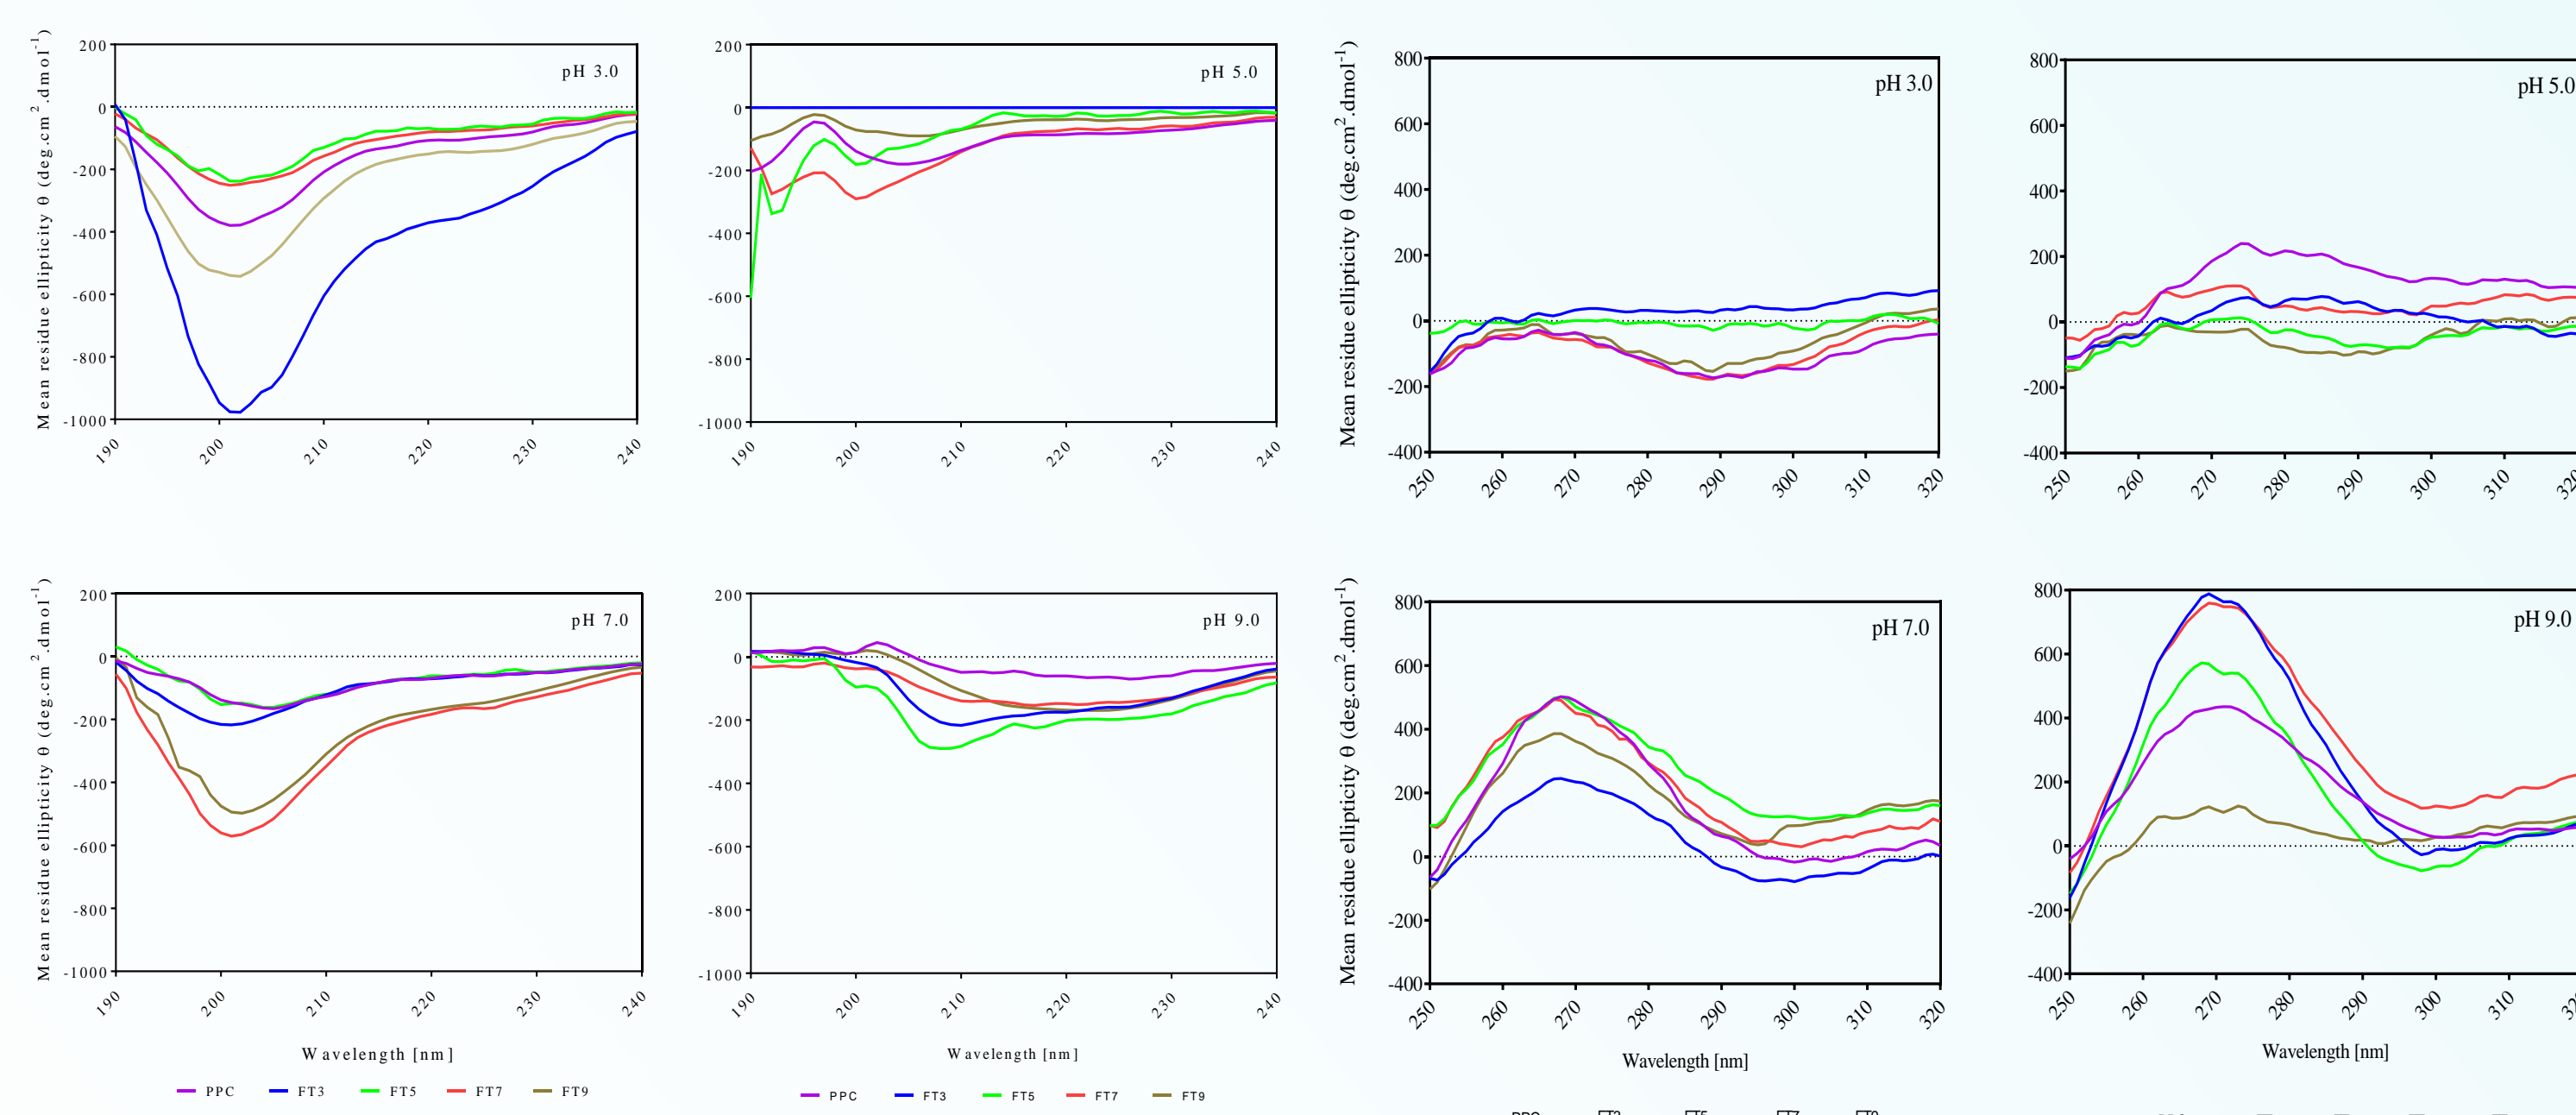 Mean residue ellipticity θ (deg.cm2.dmol-1)
200
0
-200
-400
-600
-800
-1000
pH 3.0
190 200 210 220 230 240
200
0
-200
-400
-600
-800
-1000
pH 5.0
190 200 210 220 230 240
Mean residue ellipticity θ (deg.cm2.dmol-1)
800
600
400
200
0
-200
-400
pH 3.0
250 260 270 280 290 300 310 320
800
600
400
200
0
-200
-400
pH 5.0
250 260 270 280 290 300 310
Mean residue ellipticity θ (deg.cm2.dmol-1)
200
0
-200
-400
-600
-800
-1000
pH 7.0
190 200 210 220 230 240
Wavelength [nm]
PPC FT3 FT5 FT7 FT9
200
0
-200
-400
-600
-800
-1000
pH 9.0
190 200 210 220 230 240
Wavelength [nm]
PPC FT3 FT5 FT7 FT9
Mean residue ellipticity θ (deg.cm2.dmol-1)
800
600
400
200
0
-200
-400
pH 7.0
250 260 270 280 290 300 310 320
Wavelength [nm]
800
600
400
200
0
-200
-400
pH 9.0
250 260 270 280 290 300 310
Wavelength [nm]